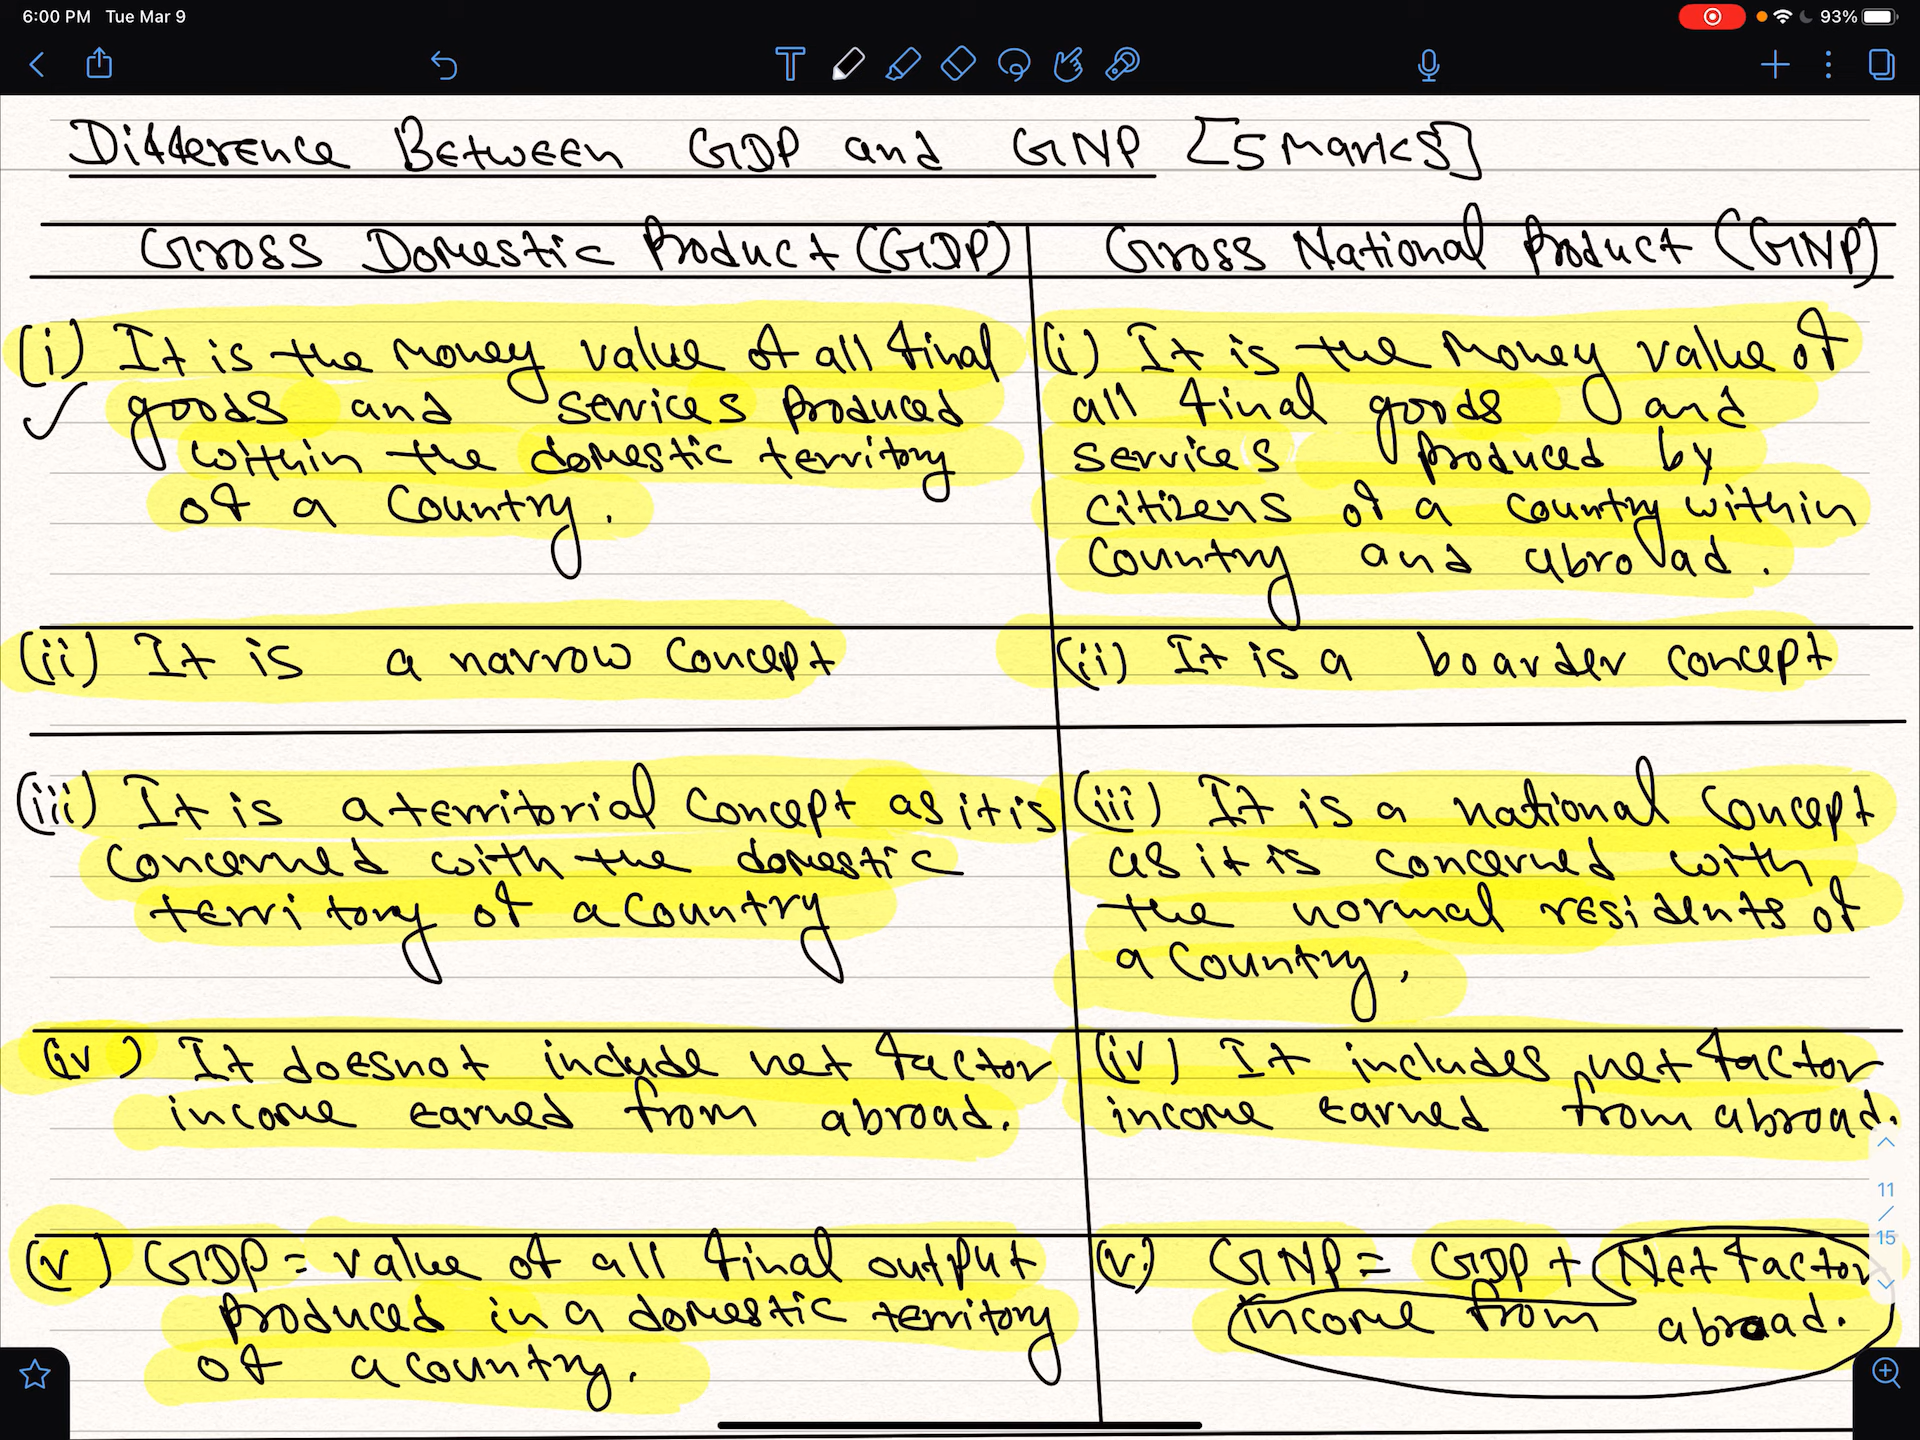 6:00 PM Tue Mar 9
93%
Difference Between GDP and GNP [5 Marks]
Gross Domestic Product (GDP)
(i) It is the Money value of all final
goods and services produced
within the domestic territory
of a Country.
(ii) It is a narrow concept
(iii) It is a territorial concept as it is
concerned with the domestic
territory of a country
(iv) It doesnot include net factor
income earned from abroad.
(v) GDP = value of all final output
produced in a domestic territory
of a country.
Gross National Product (GNP)
(i) It is the Money value of
all final goods and
services produced by
citizens of a country within
country and abroad.
(ii) It is a boarder concept
(iii) It is a national concept
as it is concerned with
the normal residents of
a country.
(iv) It includes net factor
income earned from abroad.
(v) GNP = GDP + Net factor
income from abroad.
11
/
15